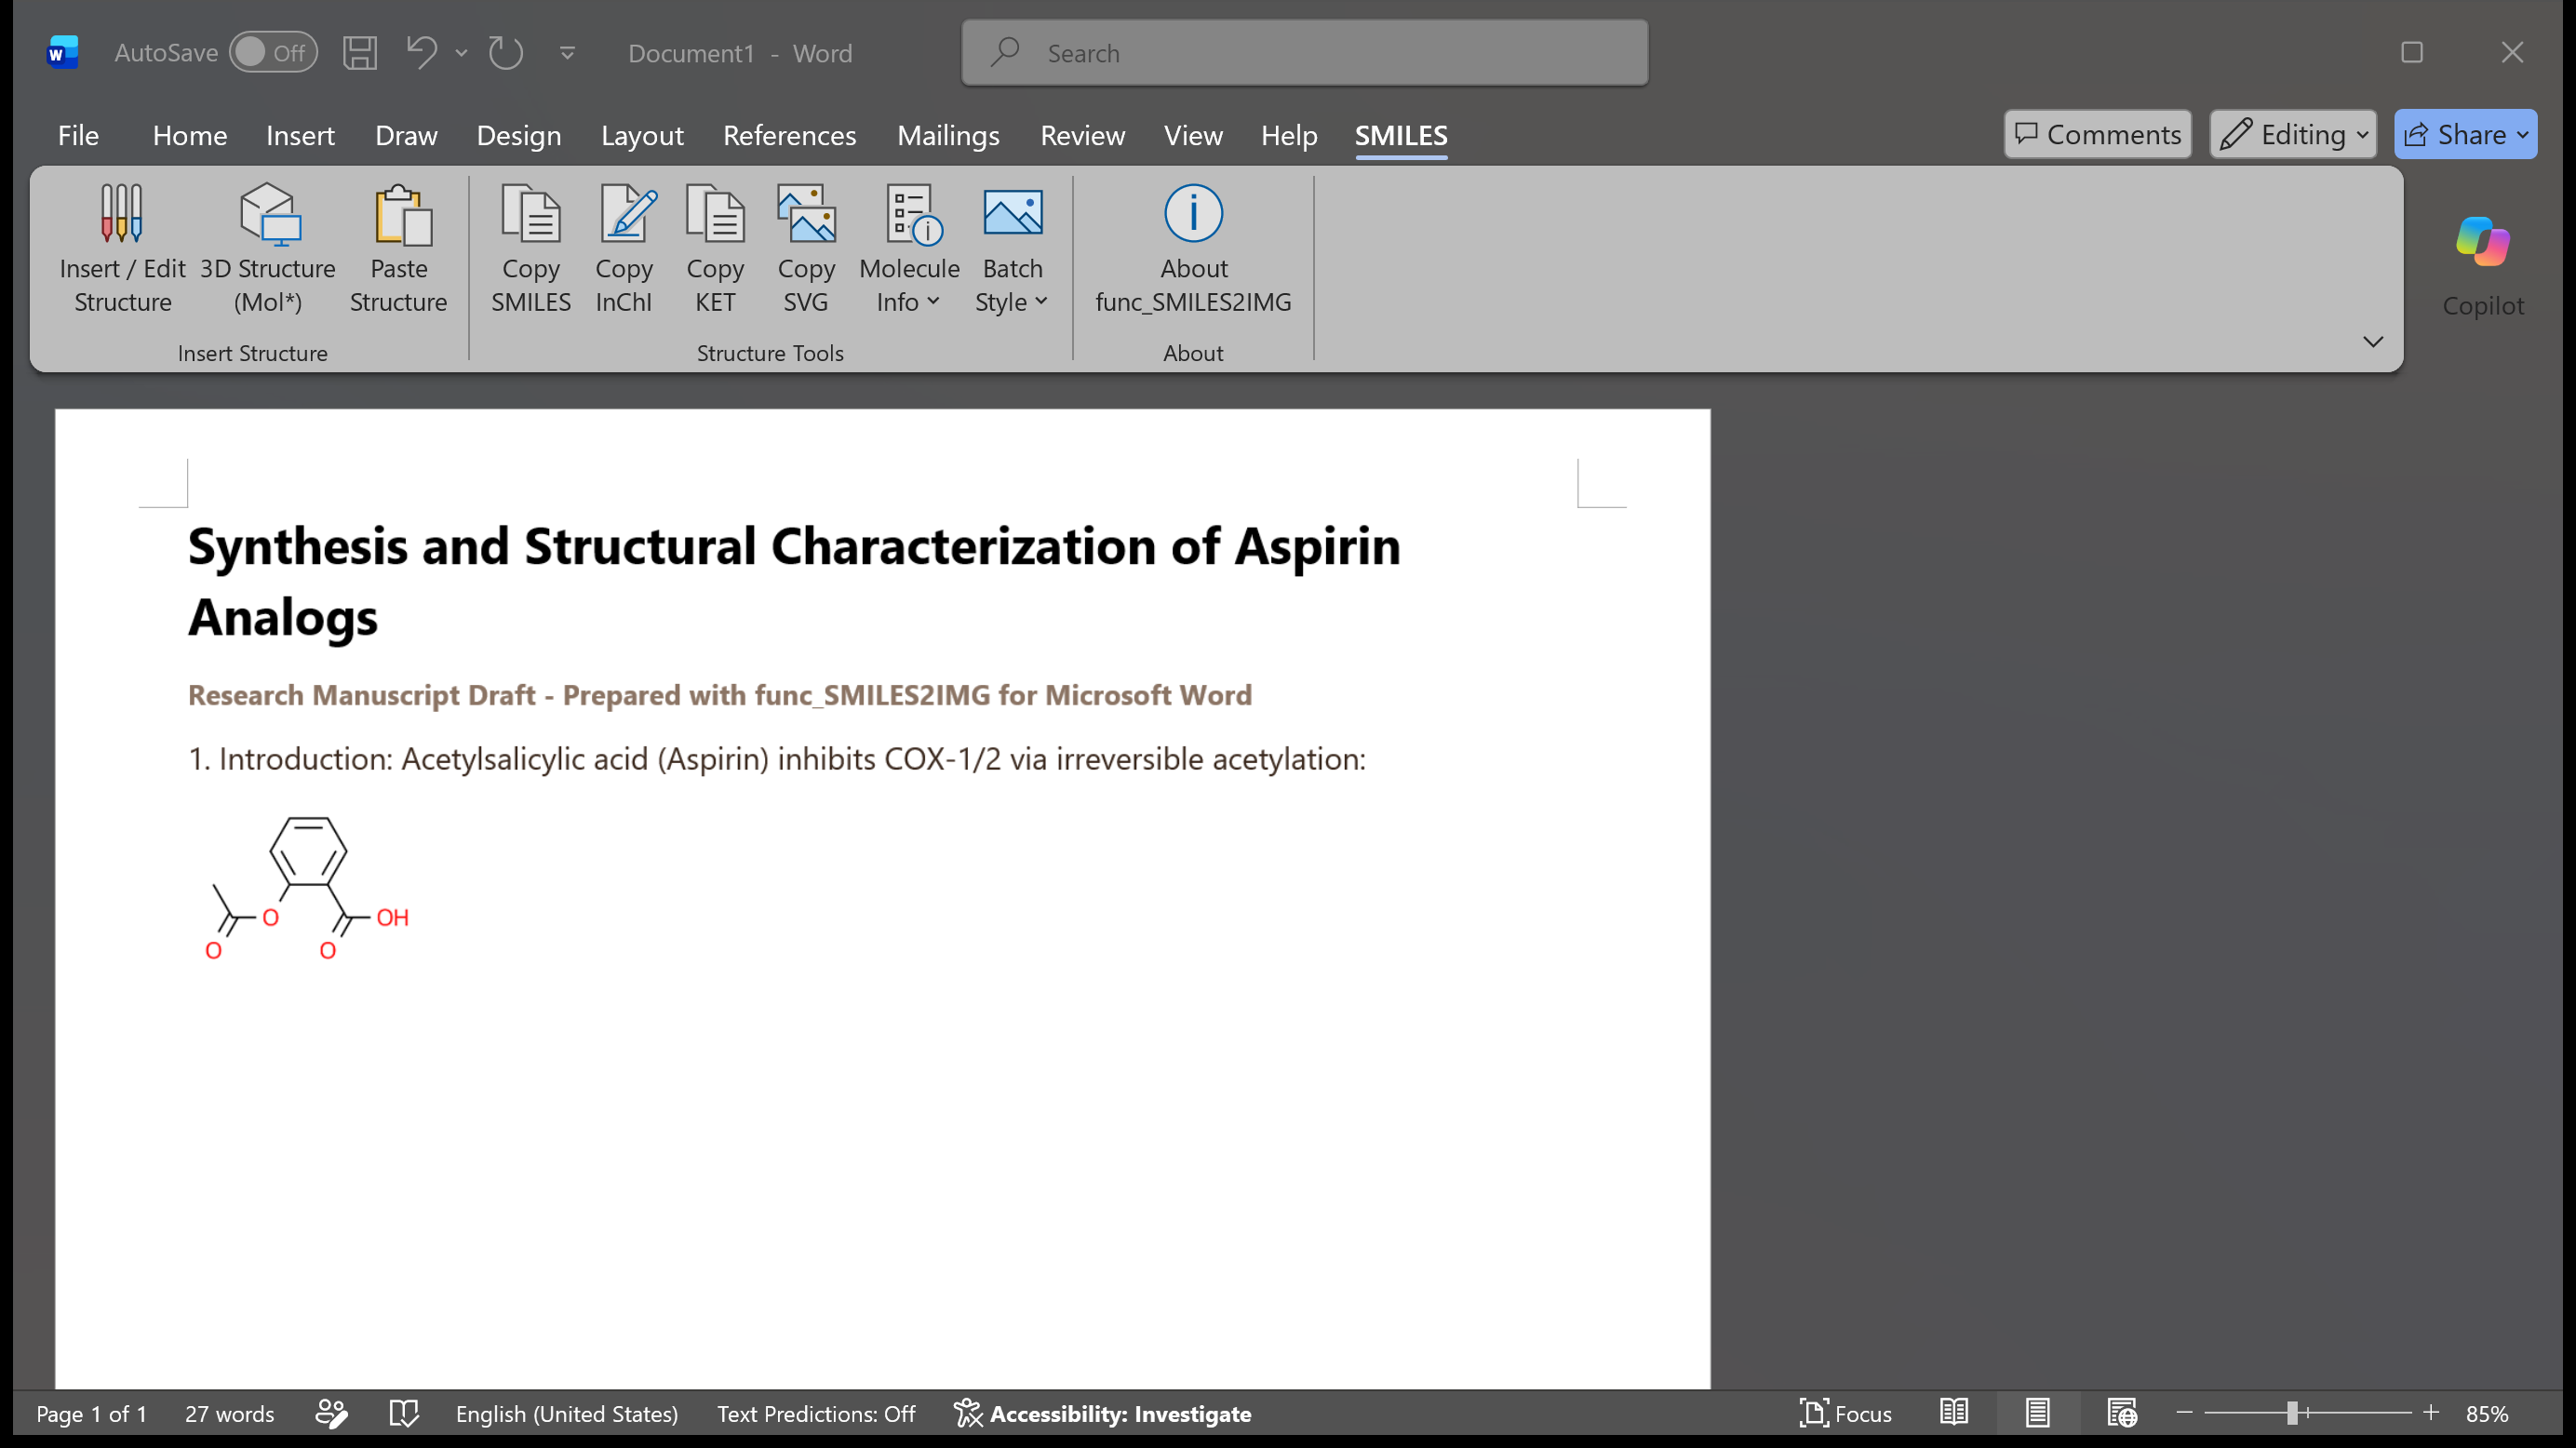 AutoSave Off Document1 - Word Search
File Home Insert Draw Design Layout References Mailings Review View Help SMILES Comments Editing Share
Insert / Edit Structure
3D Structure (Mol*)
Paste Structure
Copy SMILES
Copy InChI
Copy KET
Copy SVG
Molecule Info
Batch Style
About func_SMILES2IMG
Copilot
Insert Structure Structure Tools About
Synthesis and Structural Characterization of Aspirin
Analogs
Research Manuscript Draft - Prepared with func_SMILES2IMG for Microsoft Word
1. Introduction: Acetylsalicylic acid (Aspirin) inhibits COX-1/2 via irreversible acetylation:
O OH
O O
Page 1 of 1 27 words English (United States) Text Predictions: Off Accessibility: Investigate Focus 85%